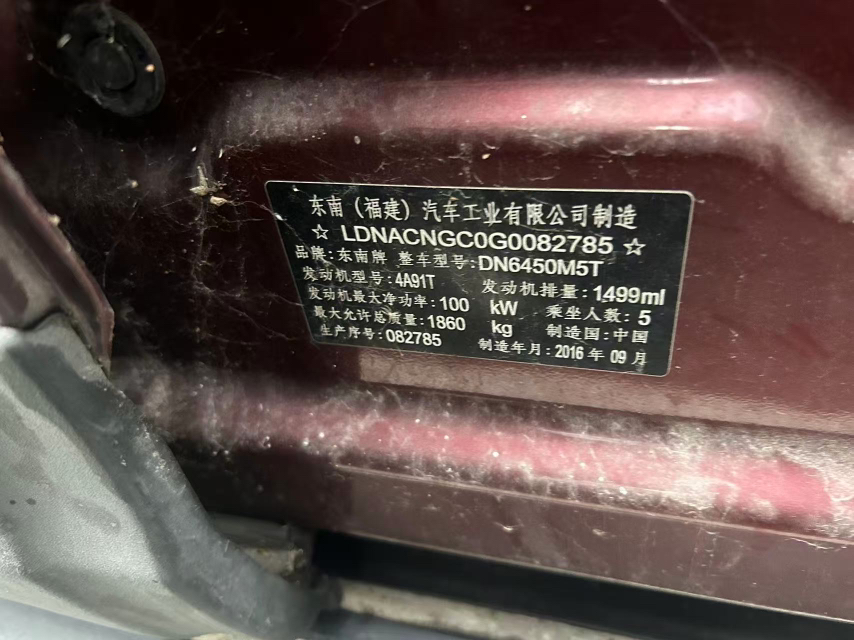 东南（福建）汽车工业有限公司制造
☆ LDNACNGC0G0082785 ☆
品牌:东南牌 整车型号:DN6450M5T
发动机型号:4A91T 发动机排量:1499ml
发动机最大净功率:100 kW 乘坐人数:5
最大允许总质量:1860 kg 制造国:中国
生产序号:082785 制造年月:2016 年 09 月